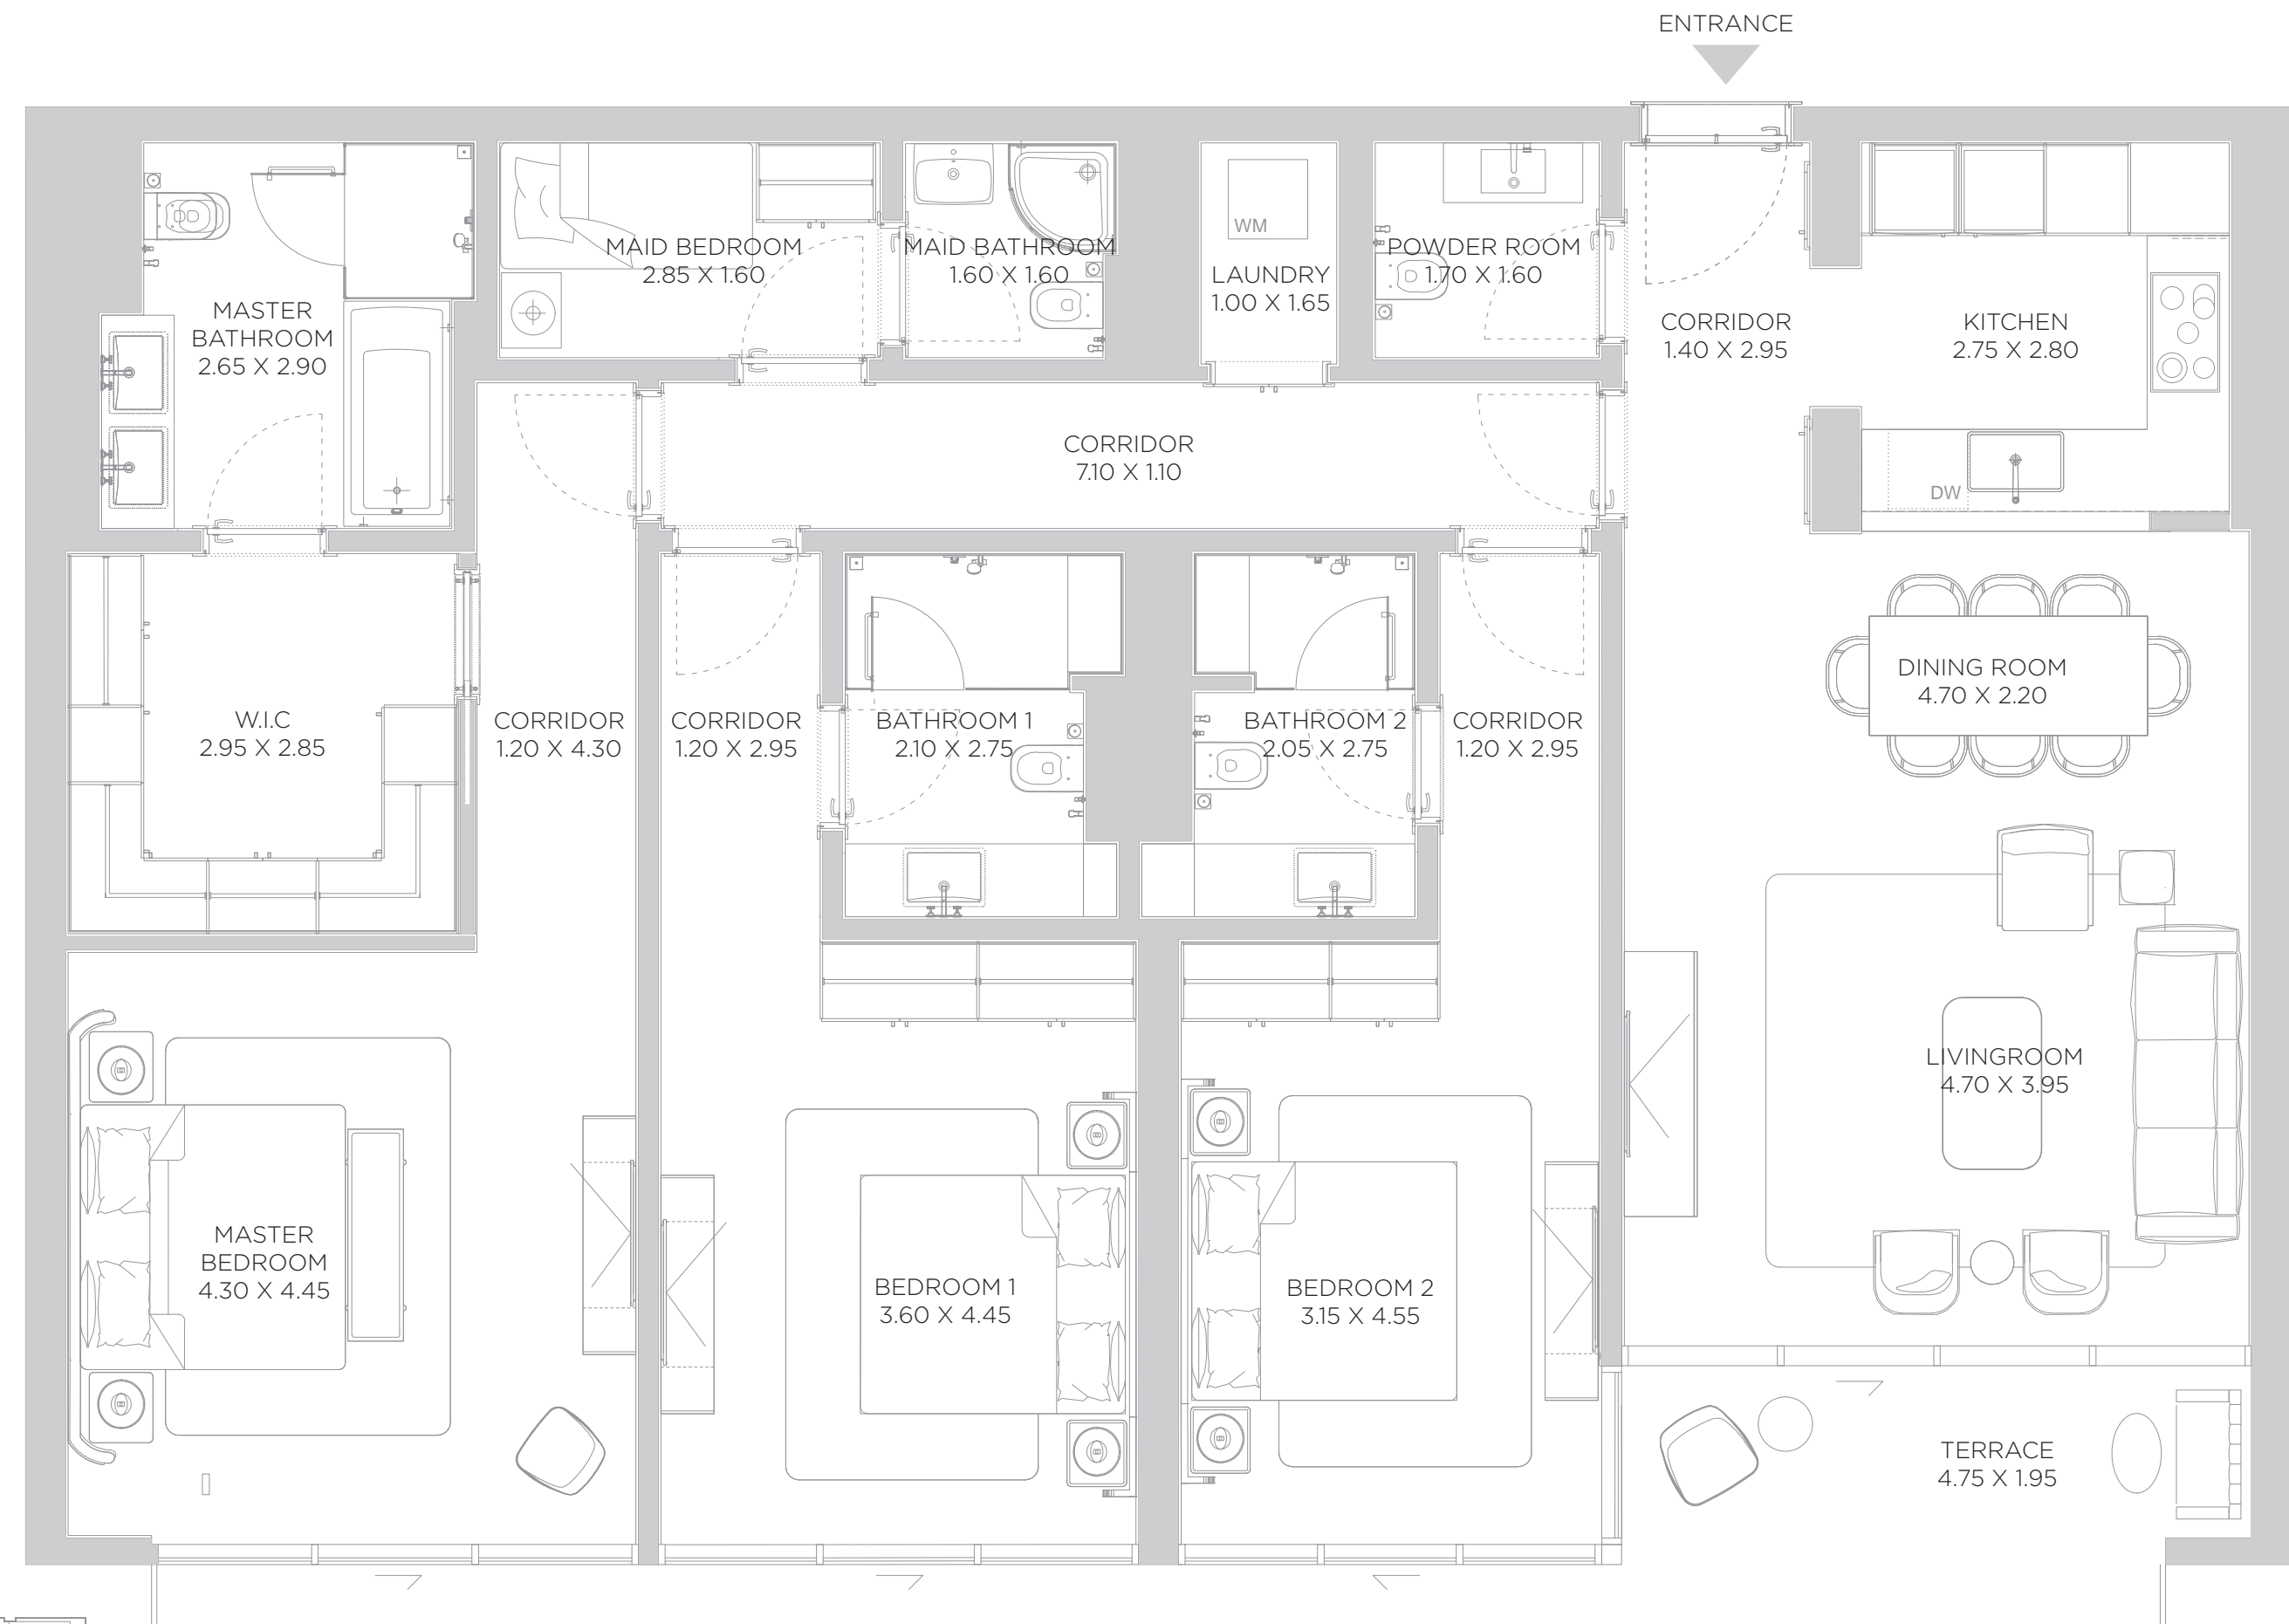 ENTRANCE
MAID BEDROOM
2.85 X 1.60
MAID BATHROOM
1.60 X 1.60
WM
LAUNDRY
1.00 X 1.65
POWDER ROOM
1.70 X 1.60
MASTER
BATHROOM
2.65 X 2.90
CORRIDOR
1.40 X 2.95
KITCHEN
2.75 X 2.80
CORRIDOR
7.10 X 1.10
DW
W.I.C
2.95 X 2.85
CORRIDOR
1.20 X 4.30
CORRIDOR
1.20 X 2.95
BATHROOM 1
2.10 X 2.75
BATHROOM 2
2.05 X 2.75
CORRIDOR
1.20 X 2.95
DINING ROOM
4.70 X 2.20
LIVINGROOM
4.70 X 3.95
MASTER
BEDROOM
4.30 X 4.45
BEDROOM 1
3.60 X 4.45
BEDROOM 2
3.15 X 4.55
TERRACE
4.75 X 1.95